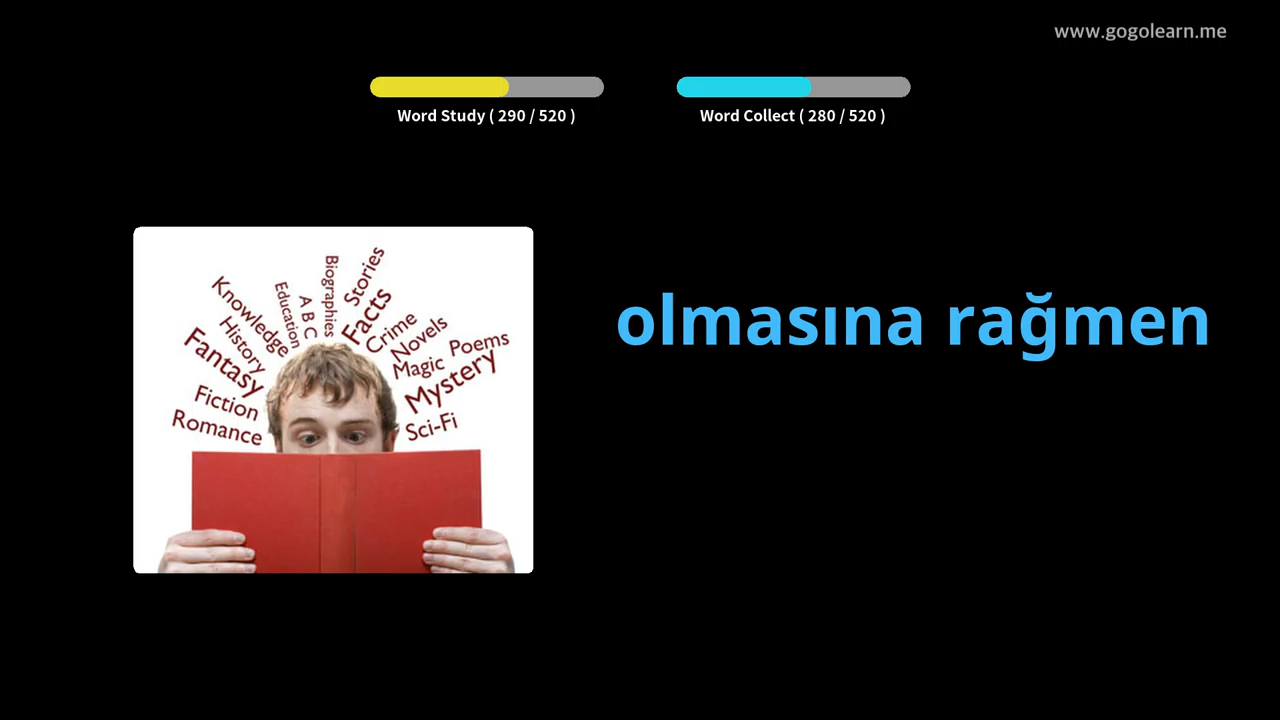 www.gogolearn.me
Word Study ( 290 / 520 )
Word Collect ( 280 / 520 )
olmasına rağmen
Stories
Biographies
A B C
Education
Facts
Knowledge
Crime
Novels
History
Poems
Fantasy
Magic
Mystery
Fiction
Romance
Sci-Fi